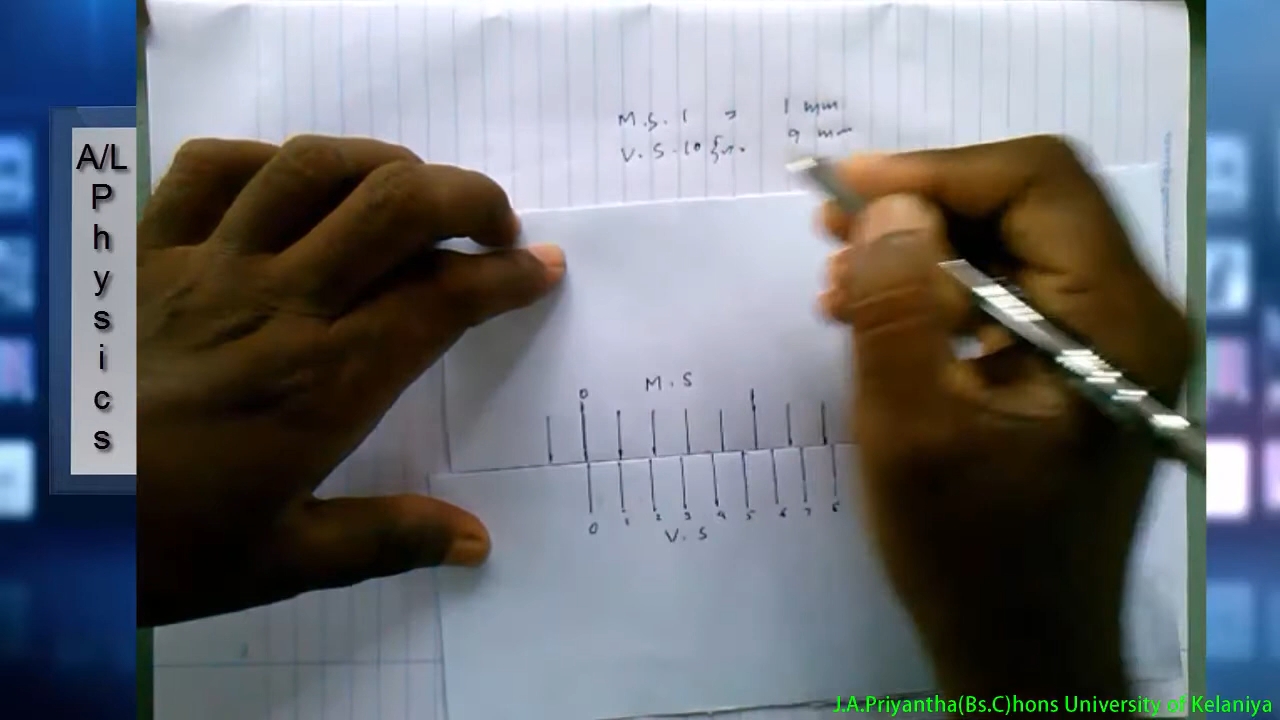 A/L
Physics
M.S. 1 = 1 mm
9 mm
V.S. 10
M.S
0
0 1 2 3 4 5 6 7 8
V.S
J.A.Priyantha(Bs.C)hons University of Kelaniya